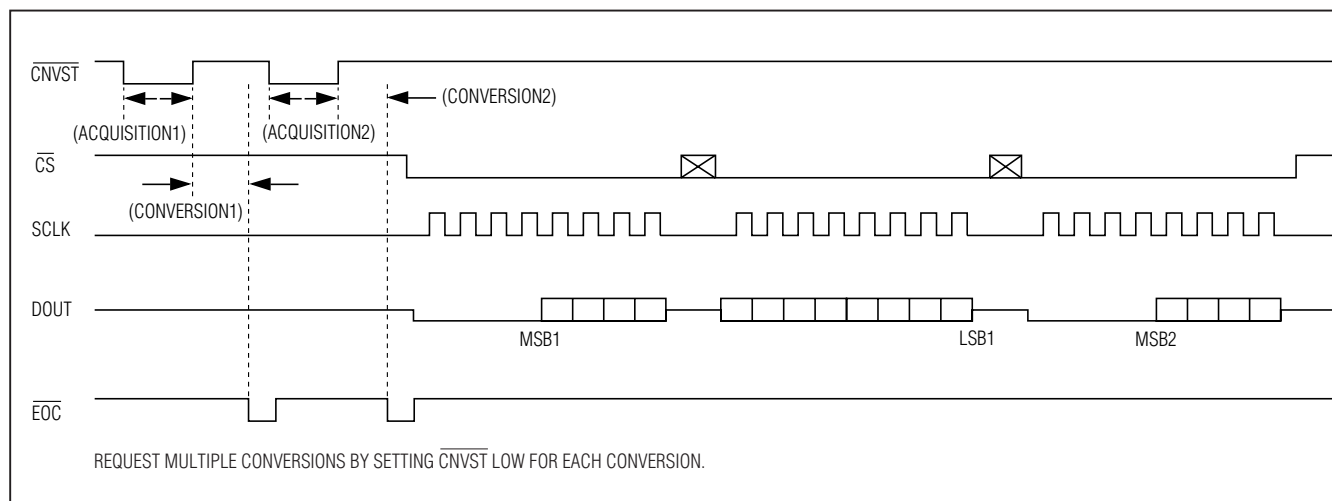 CNVST
(CONVERSION2)
(ACQUISITION1)
(ACQUISITION2)
CS
(CONVERSION1)
SCLK
DOUT
MSB1
LSB1
MSB2
EOC
REQUEST MULTIPLE CONVERSIONS BY SETTING CNVST LOW FOR EACH CONVERSION.